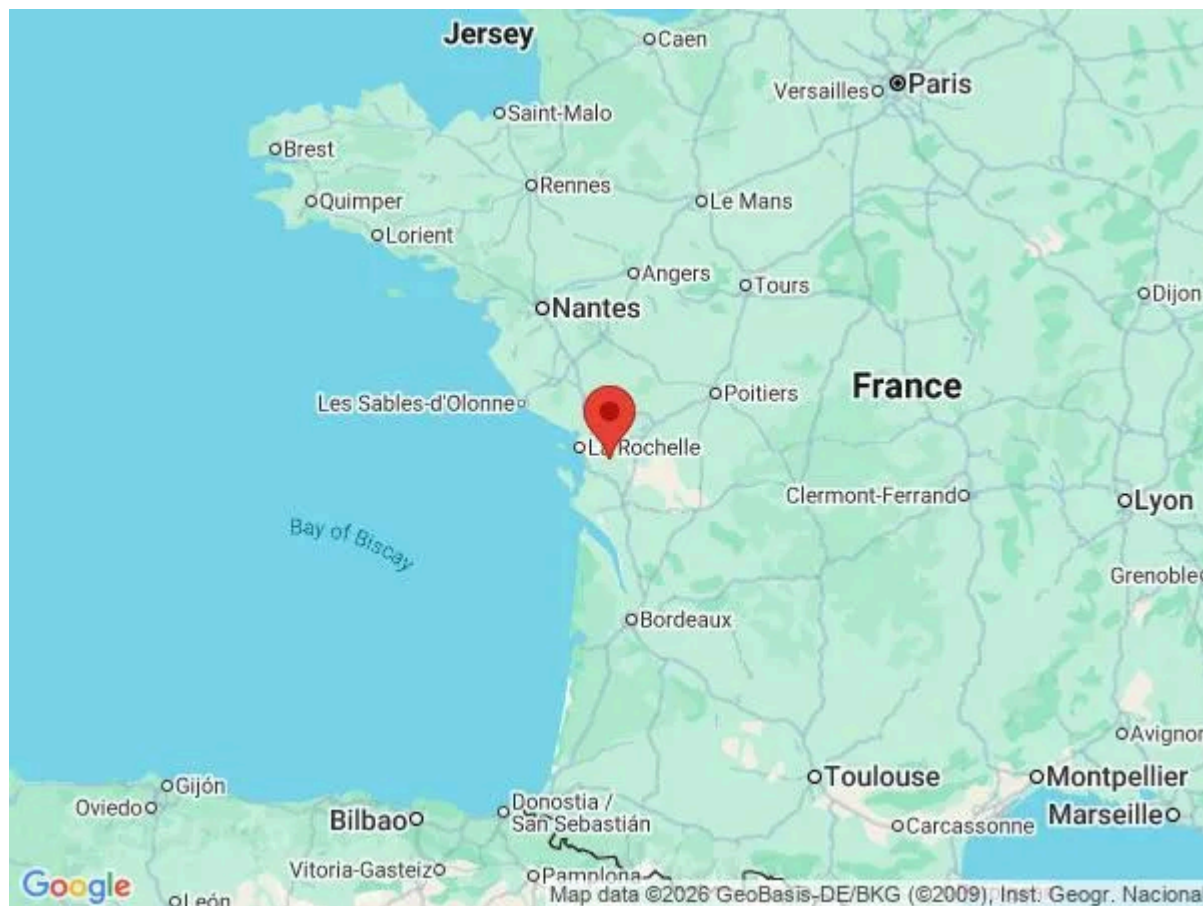 Jersey
Caen
Versailles
Paris
Saint-Malo
Brest
Rennes
Quimper
Le Mans
Lorient
Angers
Tours
Dijon
Nantes
France
Les Sables-d'Olonne
Poitiers
La Rochelle
Clermont-Ferrand
Lyon
Bay of Biscay
Grenoble
Bordeaux
Avignon
Toulouse
Montpellier
Gijón
Oviedo
Bilbao
Donostia /
San Sebastián
Marseille
Carcassonne
Vitoria-Gasteiz
Pamplona
Google
León
Map data ©2026 GeoBasis-DE/BKG (©2009), Inst. Geogr. Nacional